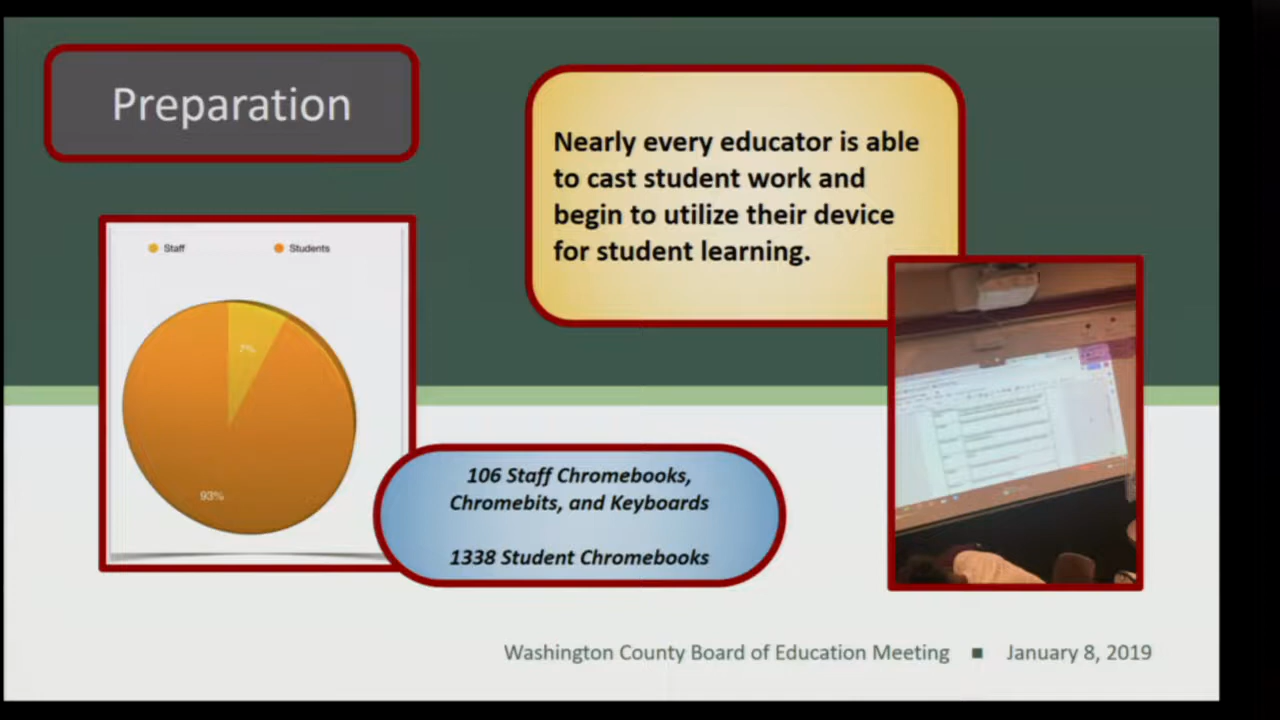 Preparation
Nearly every educator is able
to cast student work and
begin to utilize their device
for student learning.
Staff
Students
7%
93%
106 Staff Chromebooks,
Chromebits, and Keyboards
1338 Student Chromebooks
Washington County Board of Education Meeting ■ January 8, 2019